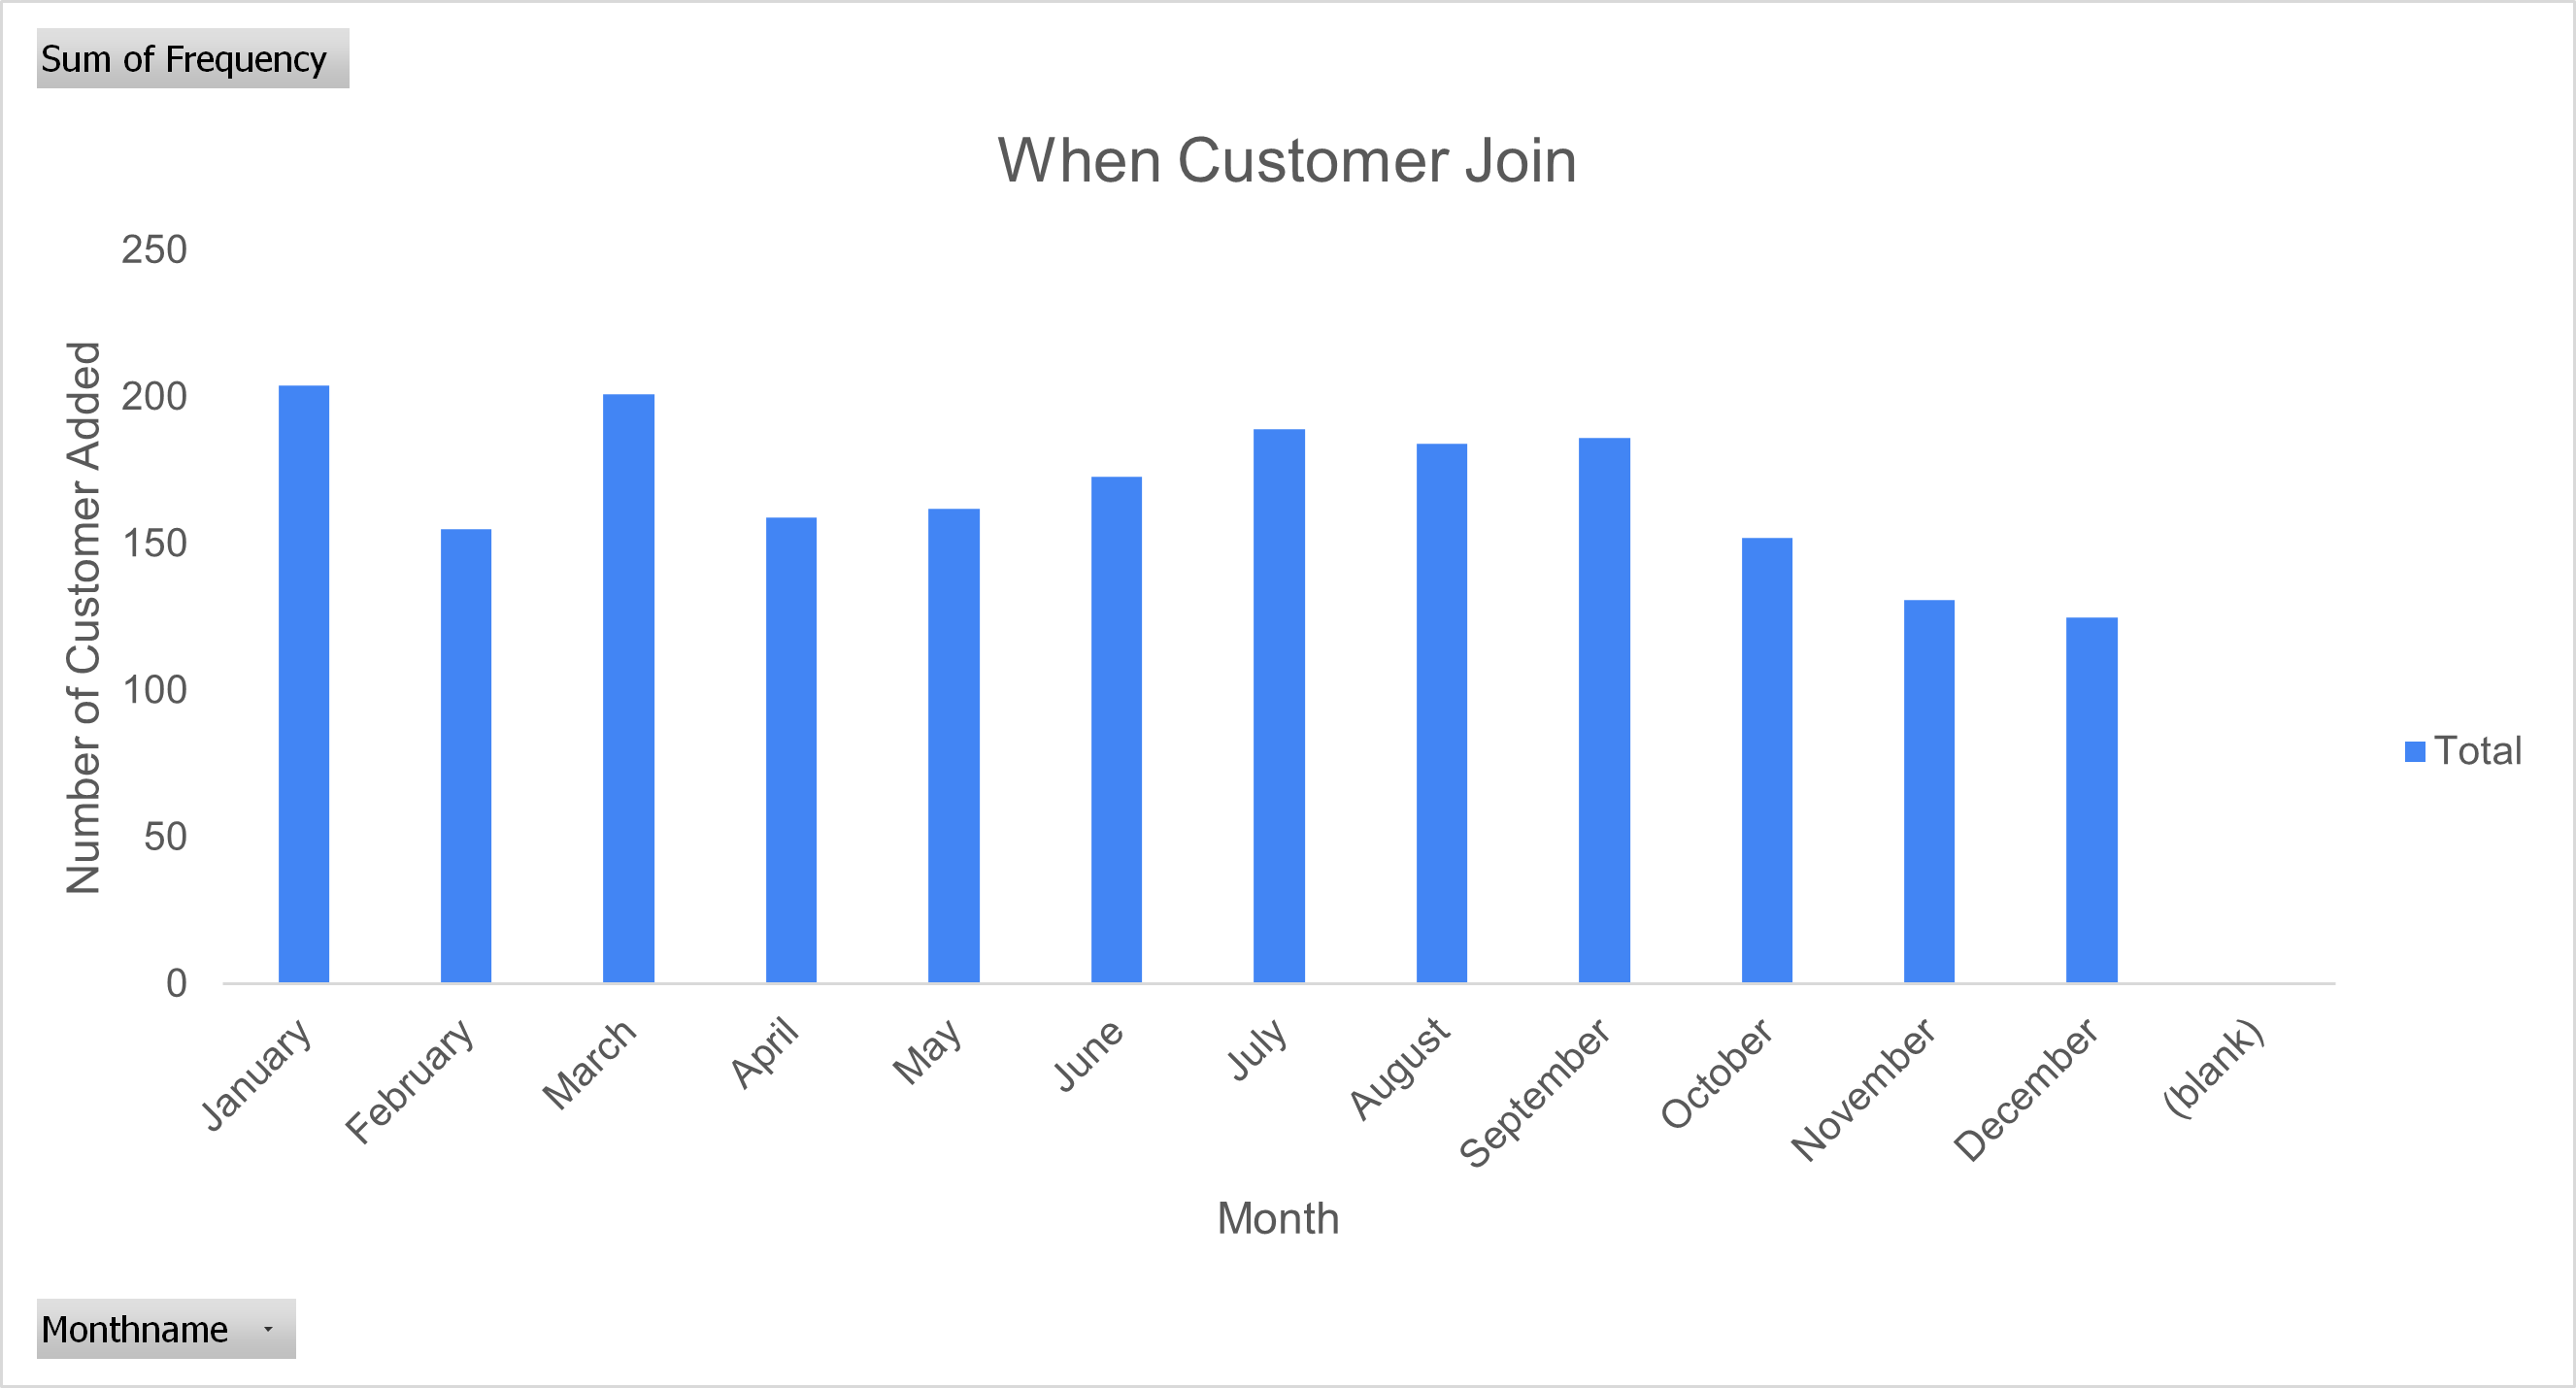 Sum of Frequency
When Customer Join
Number of Customer Added
250
200
150
100
50
0
January
February
March
April
May
June
July
August
September
October
November
December
(blank)
Total
Month
Monthname